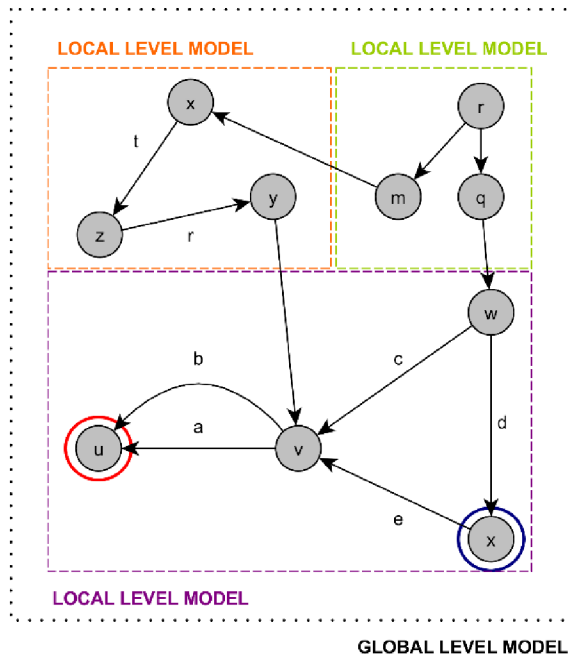 LOCAL LEVEL MODEL
LOCAL LEVEL MODEL
x
r
t
y
m
q
z
r
w
b
c
a
d
u
v
e
x
LOCAL LEVEL MODEL
GLOBAL LEVEL MODEL